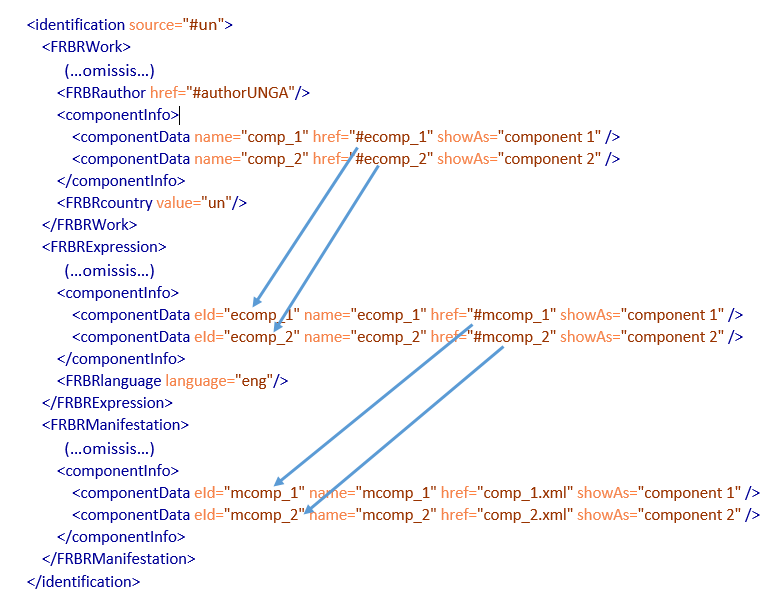 <identification source="#un">
<FRBRWork>
(...omissis...)
<FRBRauthor href="#authorUNGA"/>
<componentInfo>
<componentData name="comp_1" href="#ecomp_1" showAs="component 1" />
<componentData name="comp_2" href="#ecomp_2" showAs="component 2" />
</componentInfo>
<FRBRcountry value="un"/>
</FRBRWork>
<FRBRExpression>
(...omissis...)
<componentInfo>
<componentData eId="ecomp_1" name="ecomp_1" href="#mcomp_1" showAs="component 1" />
<componentData eId="ecomp_2" name="ecomp_2" href="#mcomp_2" showAs="component 2" />
</componentInfo>
<FRBRlanguage language="eng"/>
</FRBRExpression>
<FRBRManifestation>
(...omissis...)
<componentInfo>
<componentData eId="mcomp_1" name="mcomp_1" href="comp_1.xml" showAs="component 1" />
<componentData eId="mcomp_2" name="mcomp_2" href="comp_2.xml" showAs="component 2" />
</componentInfo>
</FRBRManifestation>
</identification>